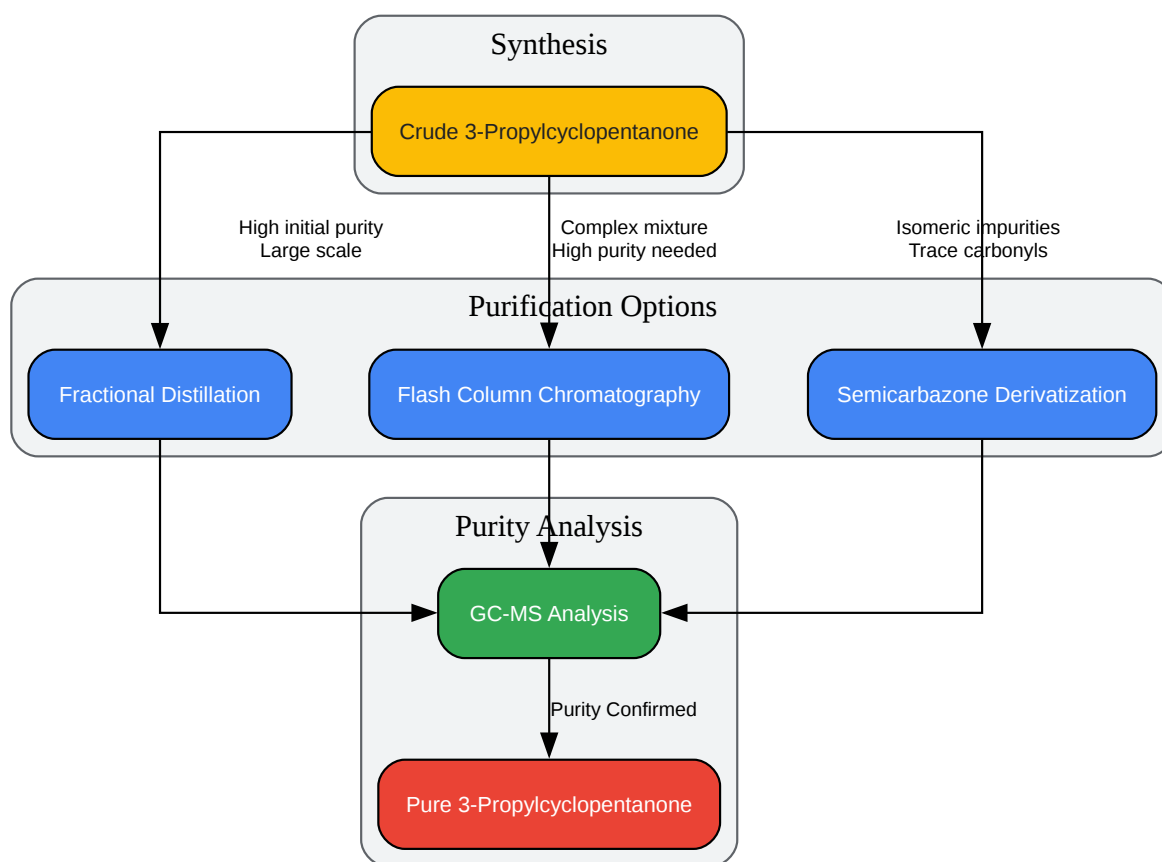 Synthesis
Crude 3-Propylcyclopentanone
High initial purity
Large scale
Complex mixture
High purity needed
Isomeric impurities
Trace carbonyls
Purification Options
Fractional Distillation
Flash Column Chromatography
Semicarbazone Derivatization
Purity Analysis
GC-MS Analysis
Purity Confirmed
Pure 3-Propylcyclopentanone